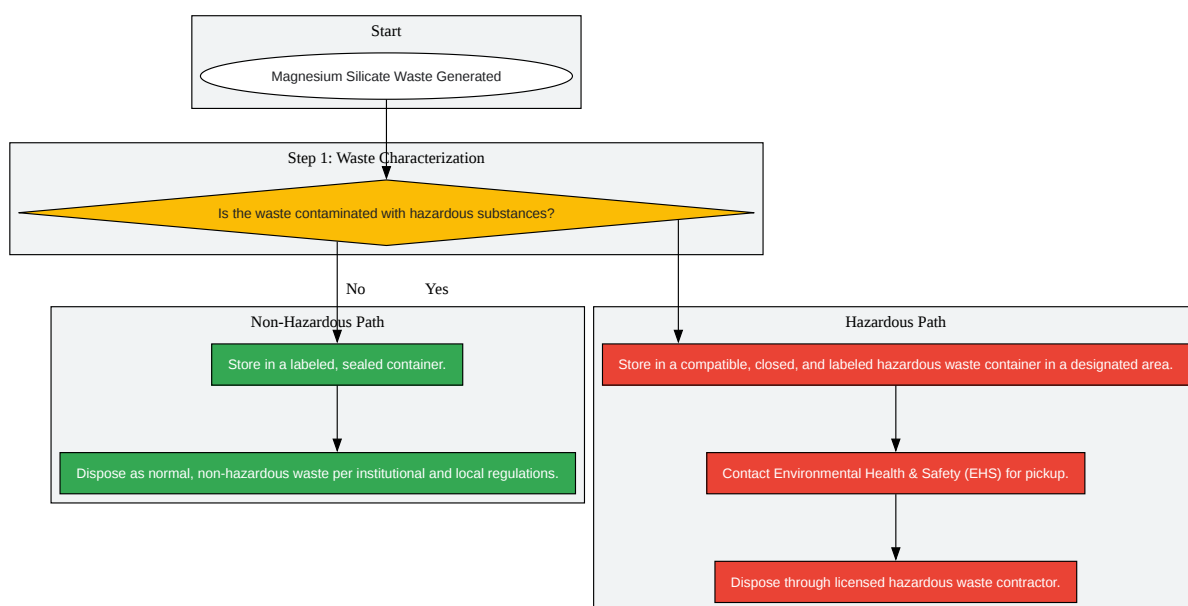 Start
Magnesium Silicate Waste Generated
Step 1: Waste Characterization
Is the waste contaminated with hazardous substances?
No
Yes
Non-Hazardous Path
Store in a labeled, sealed container.
Dispose as normal, non-hazardous waste per institutional and local regulations.
Hazardous Path
Store in a compatible, closed, and labeled hazardous waste container in a designated area.
Contact Environmental Health & Safety (EHS) for pickup.
Dispose through licensed hazardous waste contractor.